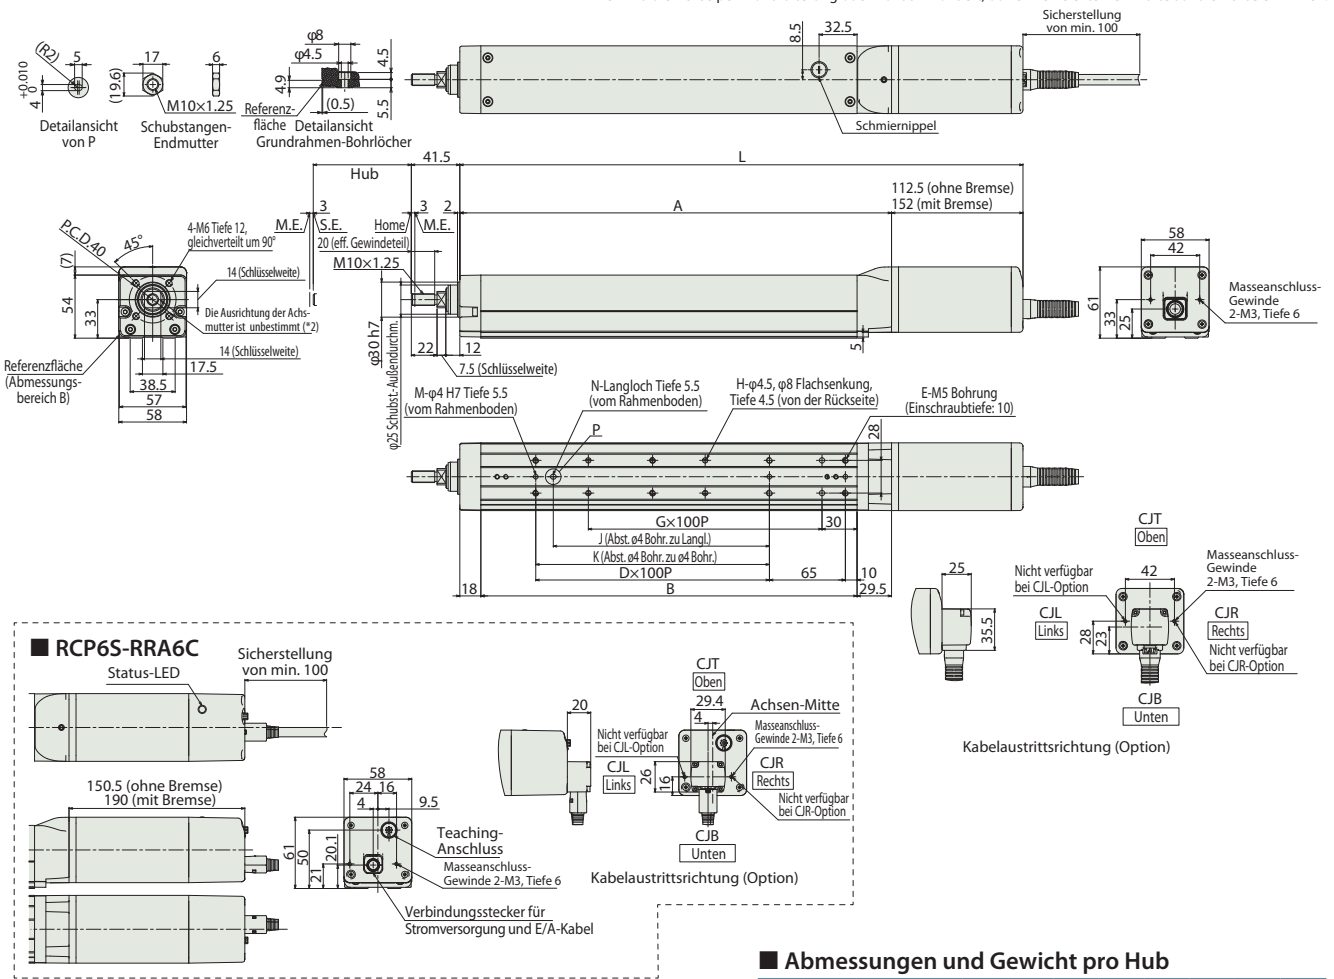 Sicherstellung
von min. 100
φ8
φ4.5
4.5
4.9
5.5
(0.5)
(R2)
5
+0.010
0
4
17
(19.6)
6
M10×1.25
Detailansicht
von P
Schubstangen-
Endmutter
Referenz-
fläche
Detailansicht
Grundrahmen-Bohrlöcher
8.5
32.5
Schmiernippel
41.5
L
Hub
112.5 (ohne Bremse)
152 (mit Bremse)
A
3
M.E.
S.E.
Home
3
2
M.E.
20 (eff. Gewindeteil)
M10×1.25
P.C.D.40
45°
4-M6 Tiefe 12,
gleichverteilt um 90°
14 (Schlüsselweite)
Die Ausrichtung der Achs-
mutter ist unbestimmt (*2)
14 (Schlüsselweite)
(7)
54
33
Referenzfläche
(Abmessungs-
bereich B)
17.5
38.5
57
58
φ30 h7
φ25 Schubst.-Außendurchm.
22
12
7.5 (Schlüsselweite)
5
58
42
61
33
25
Masseanschluss-
Gewinde
2-M3, Tiefe 6
M-φ4 H7 Tiefe 5.5
(vom Rahmenboden)
N-Langloch Tiefe 5.5
(vom Rahmenboden)
P
H-φ4.5, φ8 Flachsenkung,
Tiefe 4.5 (von der Rückseite)
E-M5 Bohrung
(Einschraubtiefe: 10)
28
G×100P
30
J (Abst. ø4 Bohr. zu Langl.)
K (Abst. ø4 Bohr. zu ø4 Bohr.)
D×100P
65
10
18
B
29.5
CJT
Oben
25
35.5
Nicht verfügbar
bei CJL-Option
42
Masseanschluss-
Gewinde
2-M3, Tiefe 6
CJL
Links
28
23
CJR
Rechts
Nicht verfügbar
bei CJR-Option
CJB
Unten
Kabelaustrittsrichtung (Option)
■ RCP6S-RRA6C
Status-LED
Sicherstellung
von min. 100
150.5 (ohne Bremse)
190 (mit Bremse)
58
24
16
4
9.5
61
50
21
20.1
Teaching-
Anschluss
Masseanschluss-
Gewinde 2-M3, Tiefe 6
Verbindungsstecker für
Stromversorgung und E/A-Kabel
20
CJT
Oben
29.4
4
Achsen-Mitte
Masseanschluss-
Gewinde 2-M3, Tiefe 6
Nicht verfügbar
bei CJL-Option
CJL
Links
26
16
CJR
Rechts
Nicht verfügbar
bei CJR-Option
CJB
Unten
Kabelaustrittsrichtung (Option)
■ Abmessungen und Gewicht pro Hub